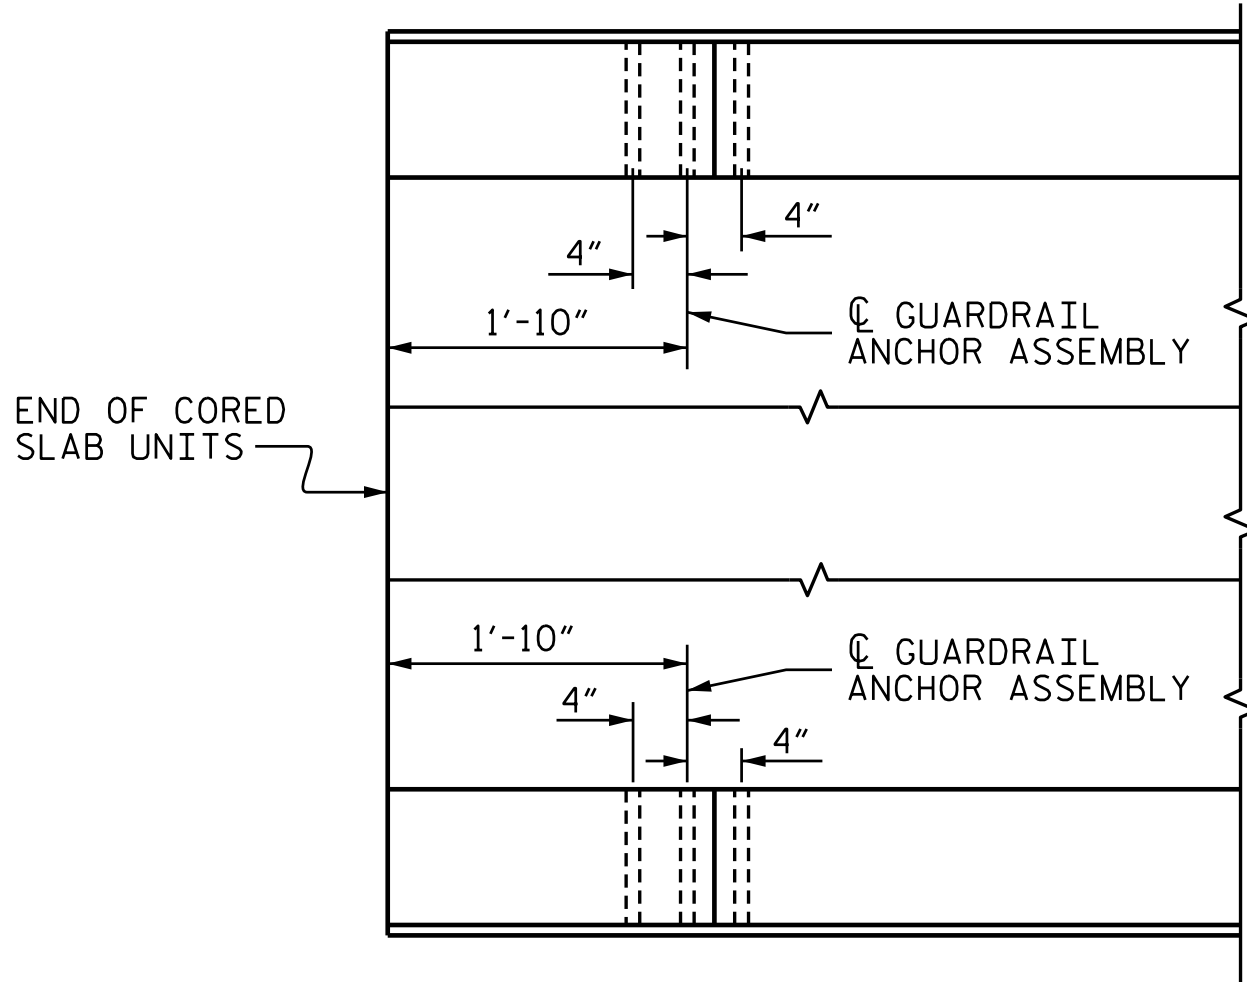 4"
4"
1'-10"
℄ GUARDRAIL
ANCHOR ASSEMBLY
END OF CORED
SLAB UNITS
1'-10"
℄ GUARDRAIL
ANCHOR ASSEMBLY
4"
4"